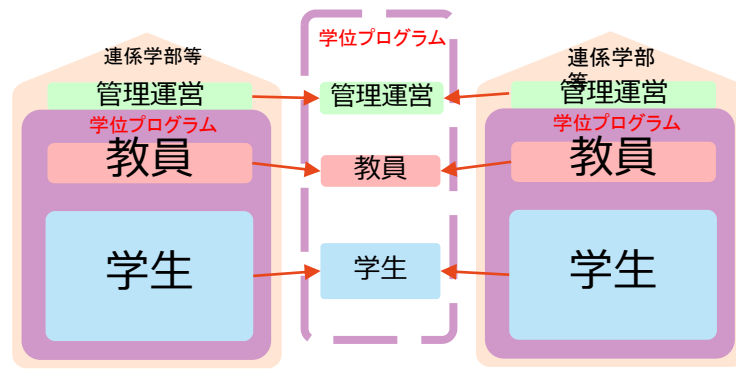 連係学部等
管理運営
学位プログラム
教員
学生
学位プログラム
管理運営
教員
学生
連係学部
等
管理運営
学位プログラム
教員
学生